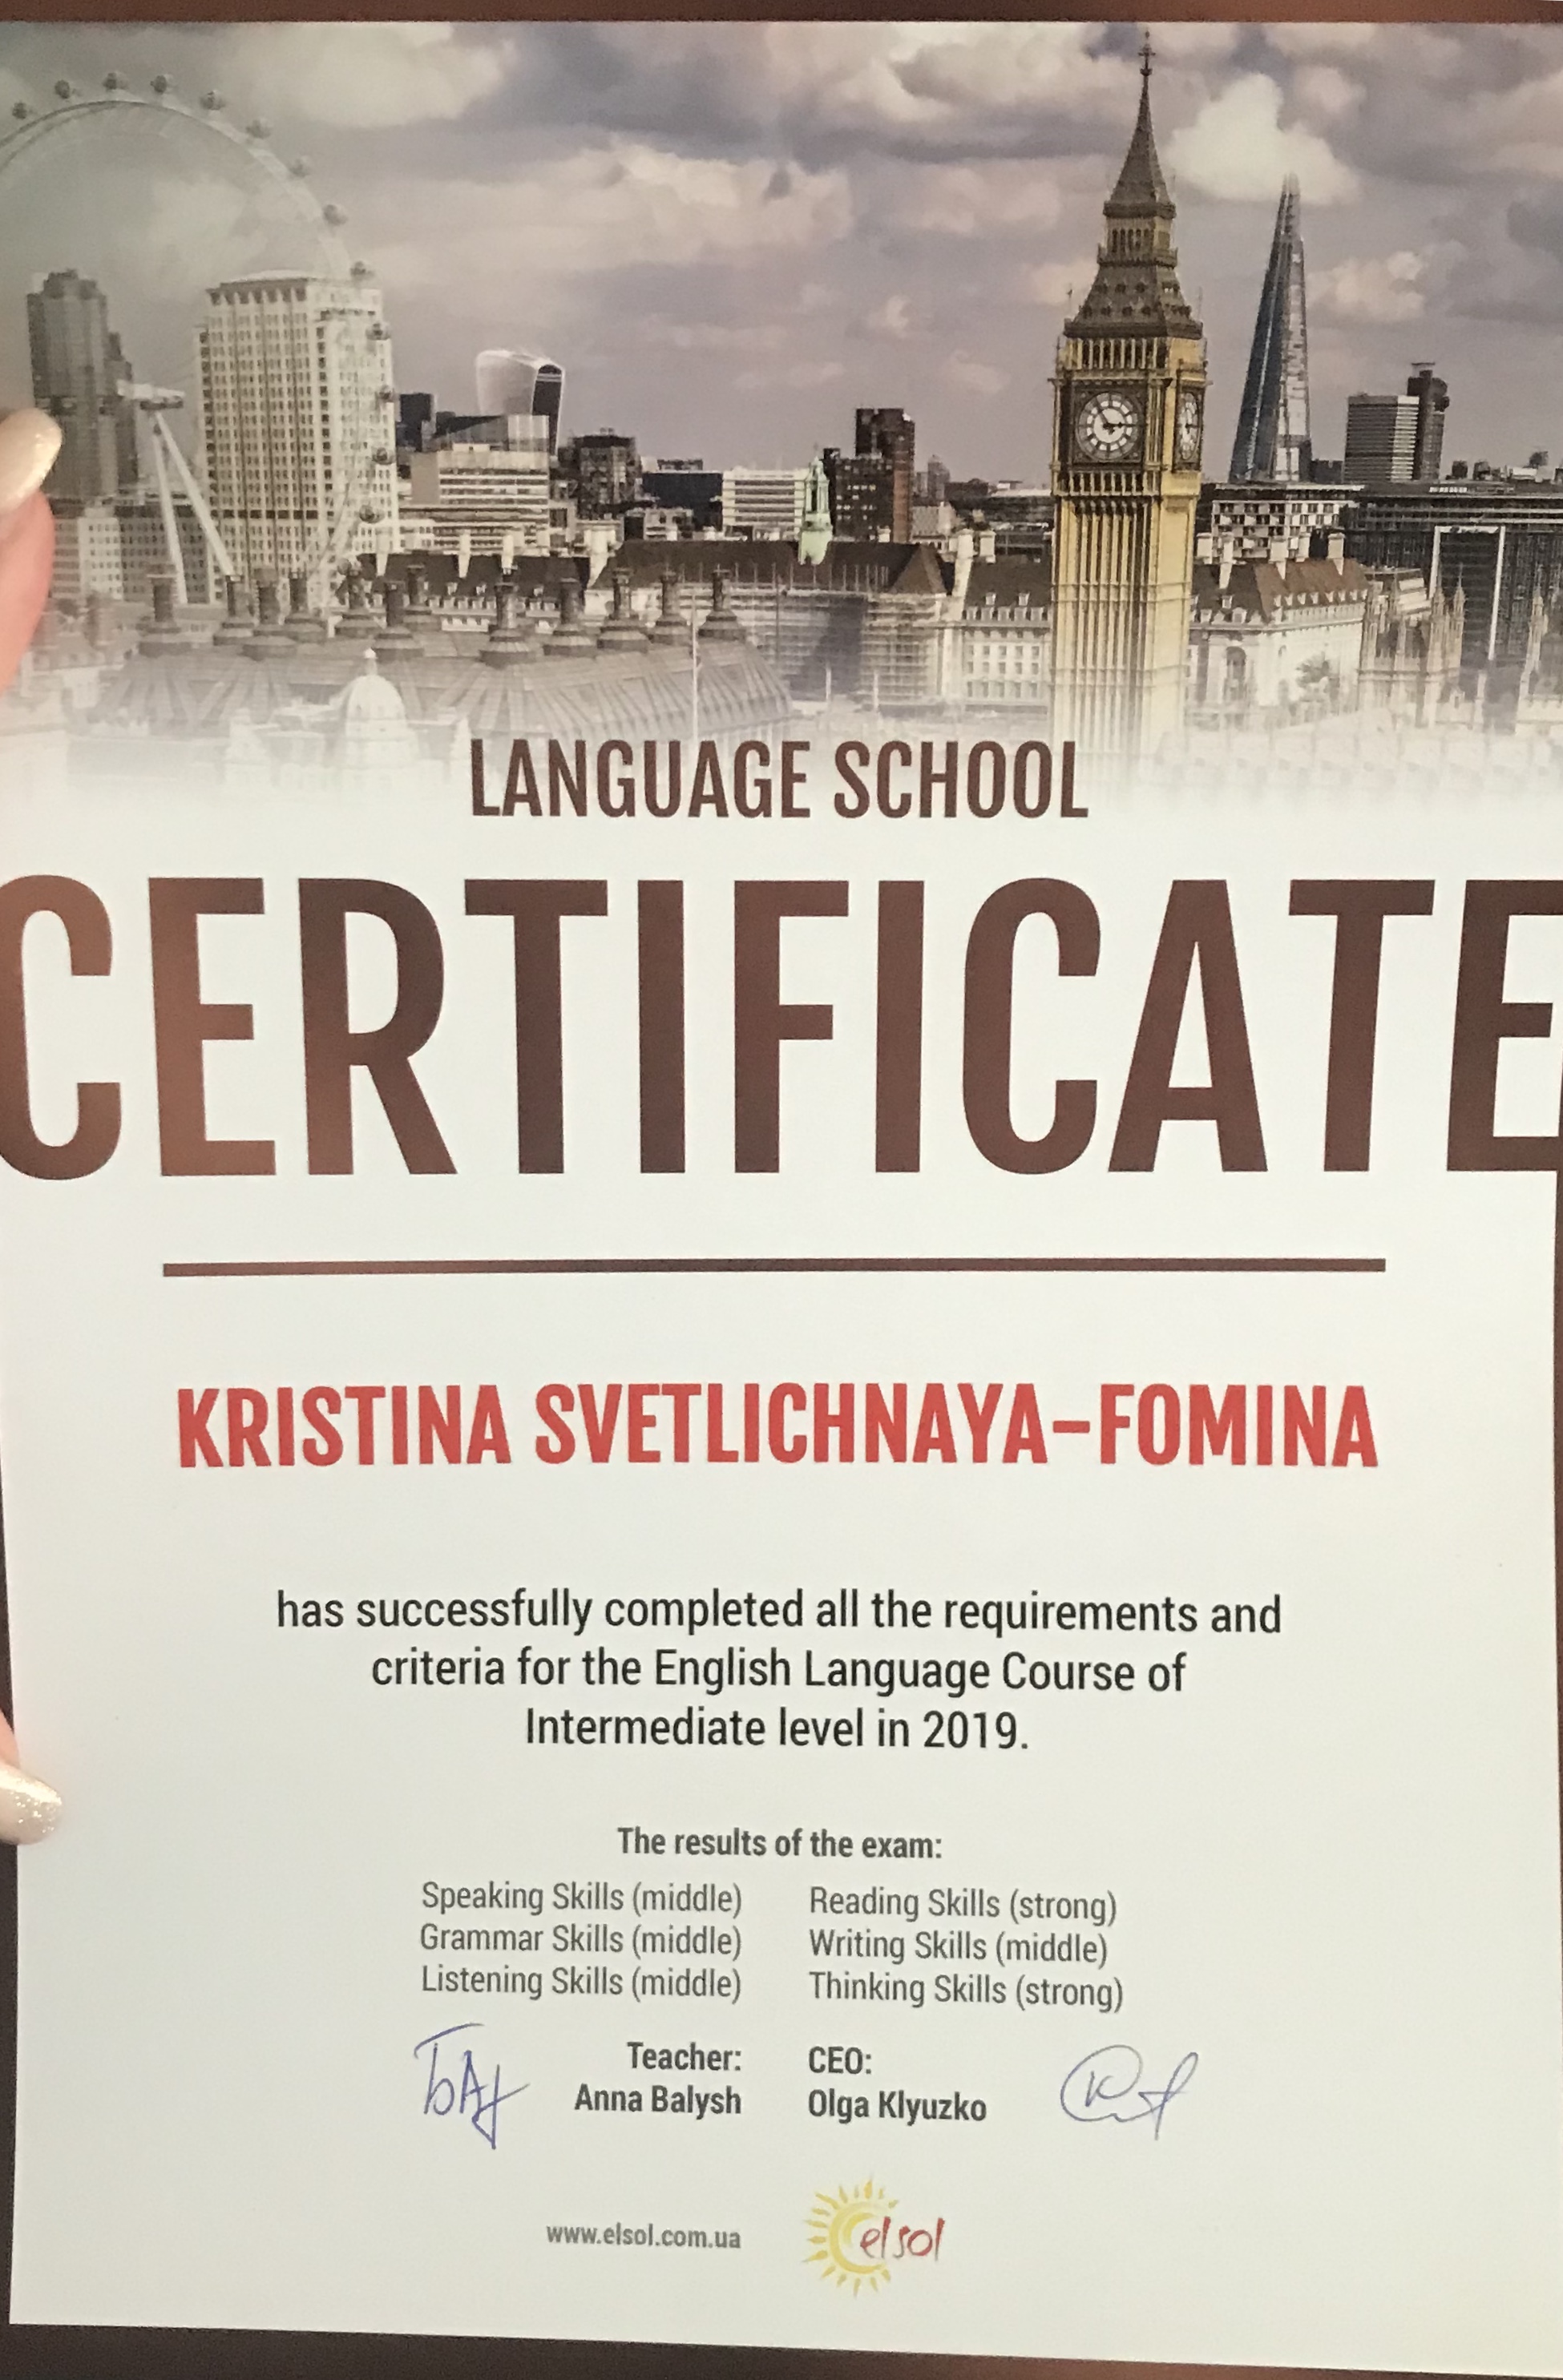 LANGUAGE SCHOOL
CERTIFICATE
KRISTINA SVETLICHNAYA-FOMINA
has successfully completed all the requirements and
criteria for the English Language Course of
Intermediate level in 2019.
The results of the exam:
Speaking Skills (middle)
Grammar Skills (middle)
Listening Skills (middle)
Reading Skills (strong)
Writing Skills (middle)
Thinking Skills (strong)
Teacher:
Anna Balysh
CEO:
Olga Klyuzko
www.elsol.com.ua
el sol